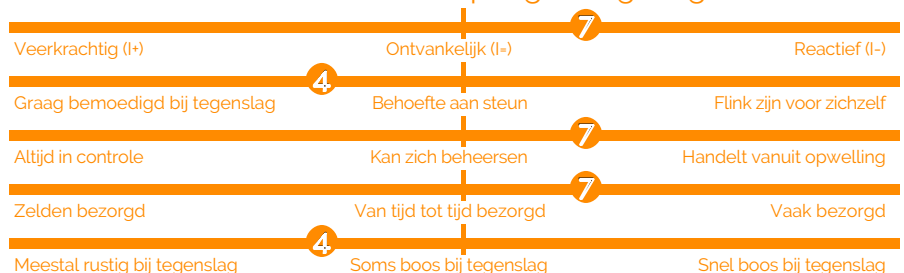 7
Veerkrachtig (I+) Ontvankelijk (I=) Reactief (I-)
4
Graag bemoedigd bij tegenslag Behoefte aan steun Flink zijn voor zichzelf
7
Altijd in controle Kan zich beheersen Handelt vanuit opwelling
7
Zelden bezorgd Van tijd tot tijd bezorgd Vaak bezorgd
4
Meestal rustig bij tegenslag Soms boos bij tegenslag Snel boos bij tegenslag